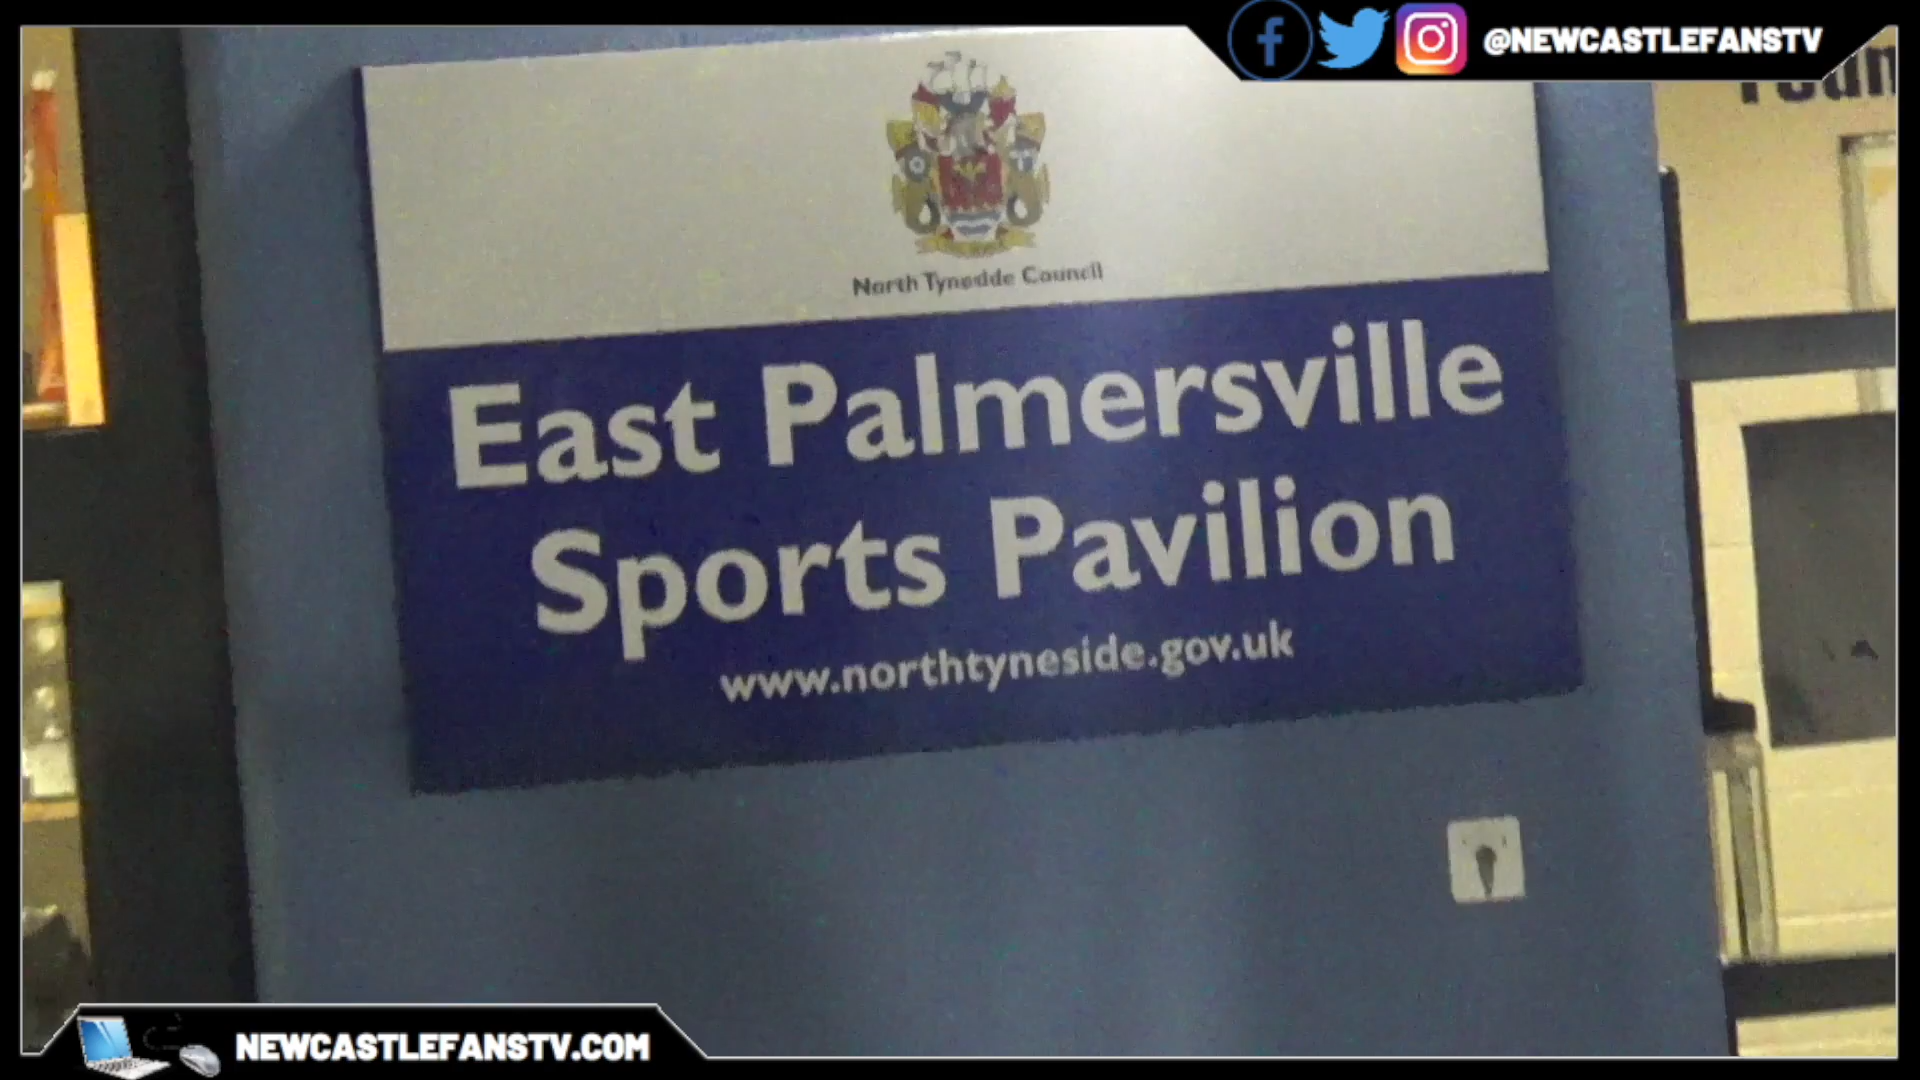 @NEWCASTLEFANSTV
North Tyneside Council
East Palmersville
Sports Pavilion
www.northtyneside.gov.uk
NEWCASTLEFANSTV.COM